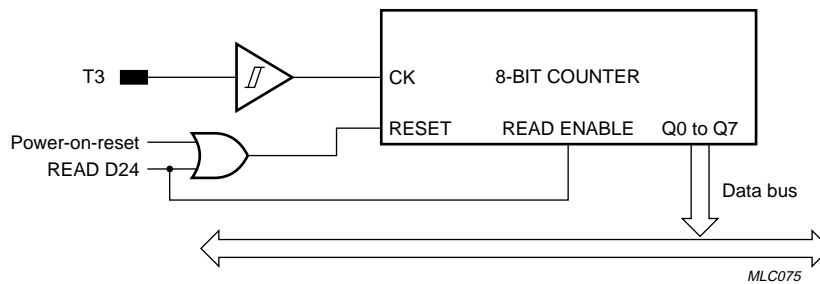 T3
CK
8-BIT COUNTER
RESET
READ ENABLE
Q0 to Q7
Power-on-reset
READ D24
Data bus
MLC075